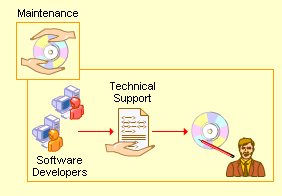 Maintenance
Technical
Support
Software
Developers